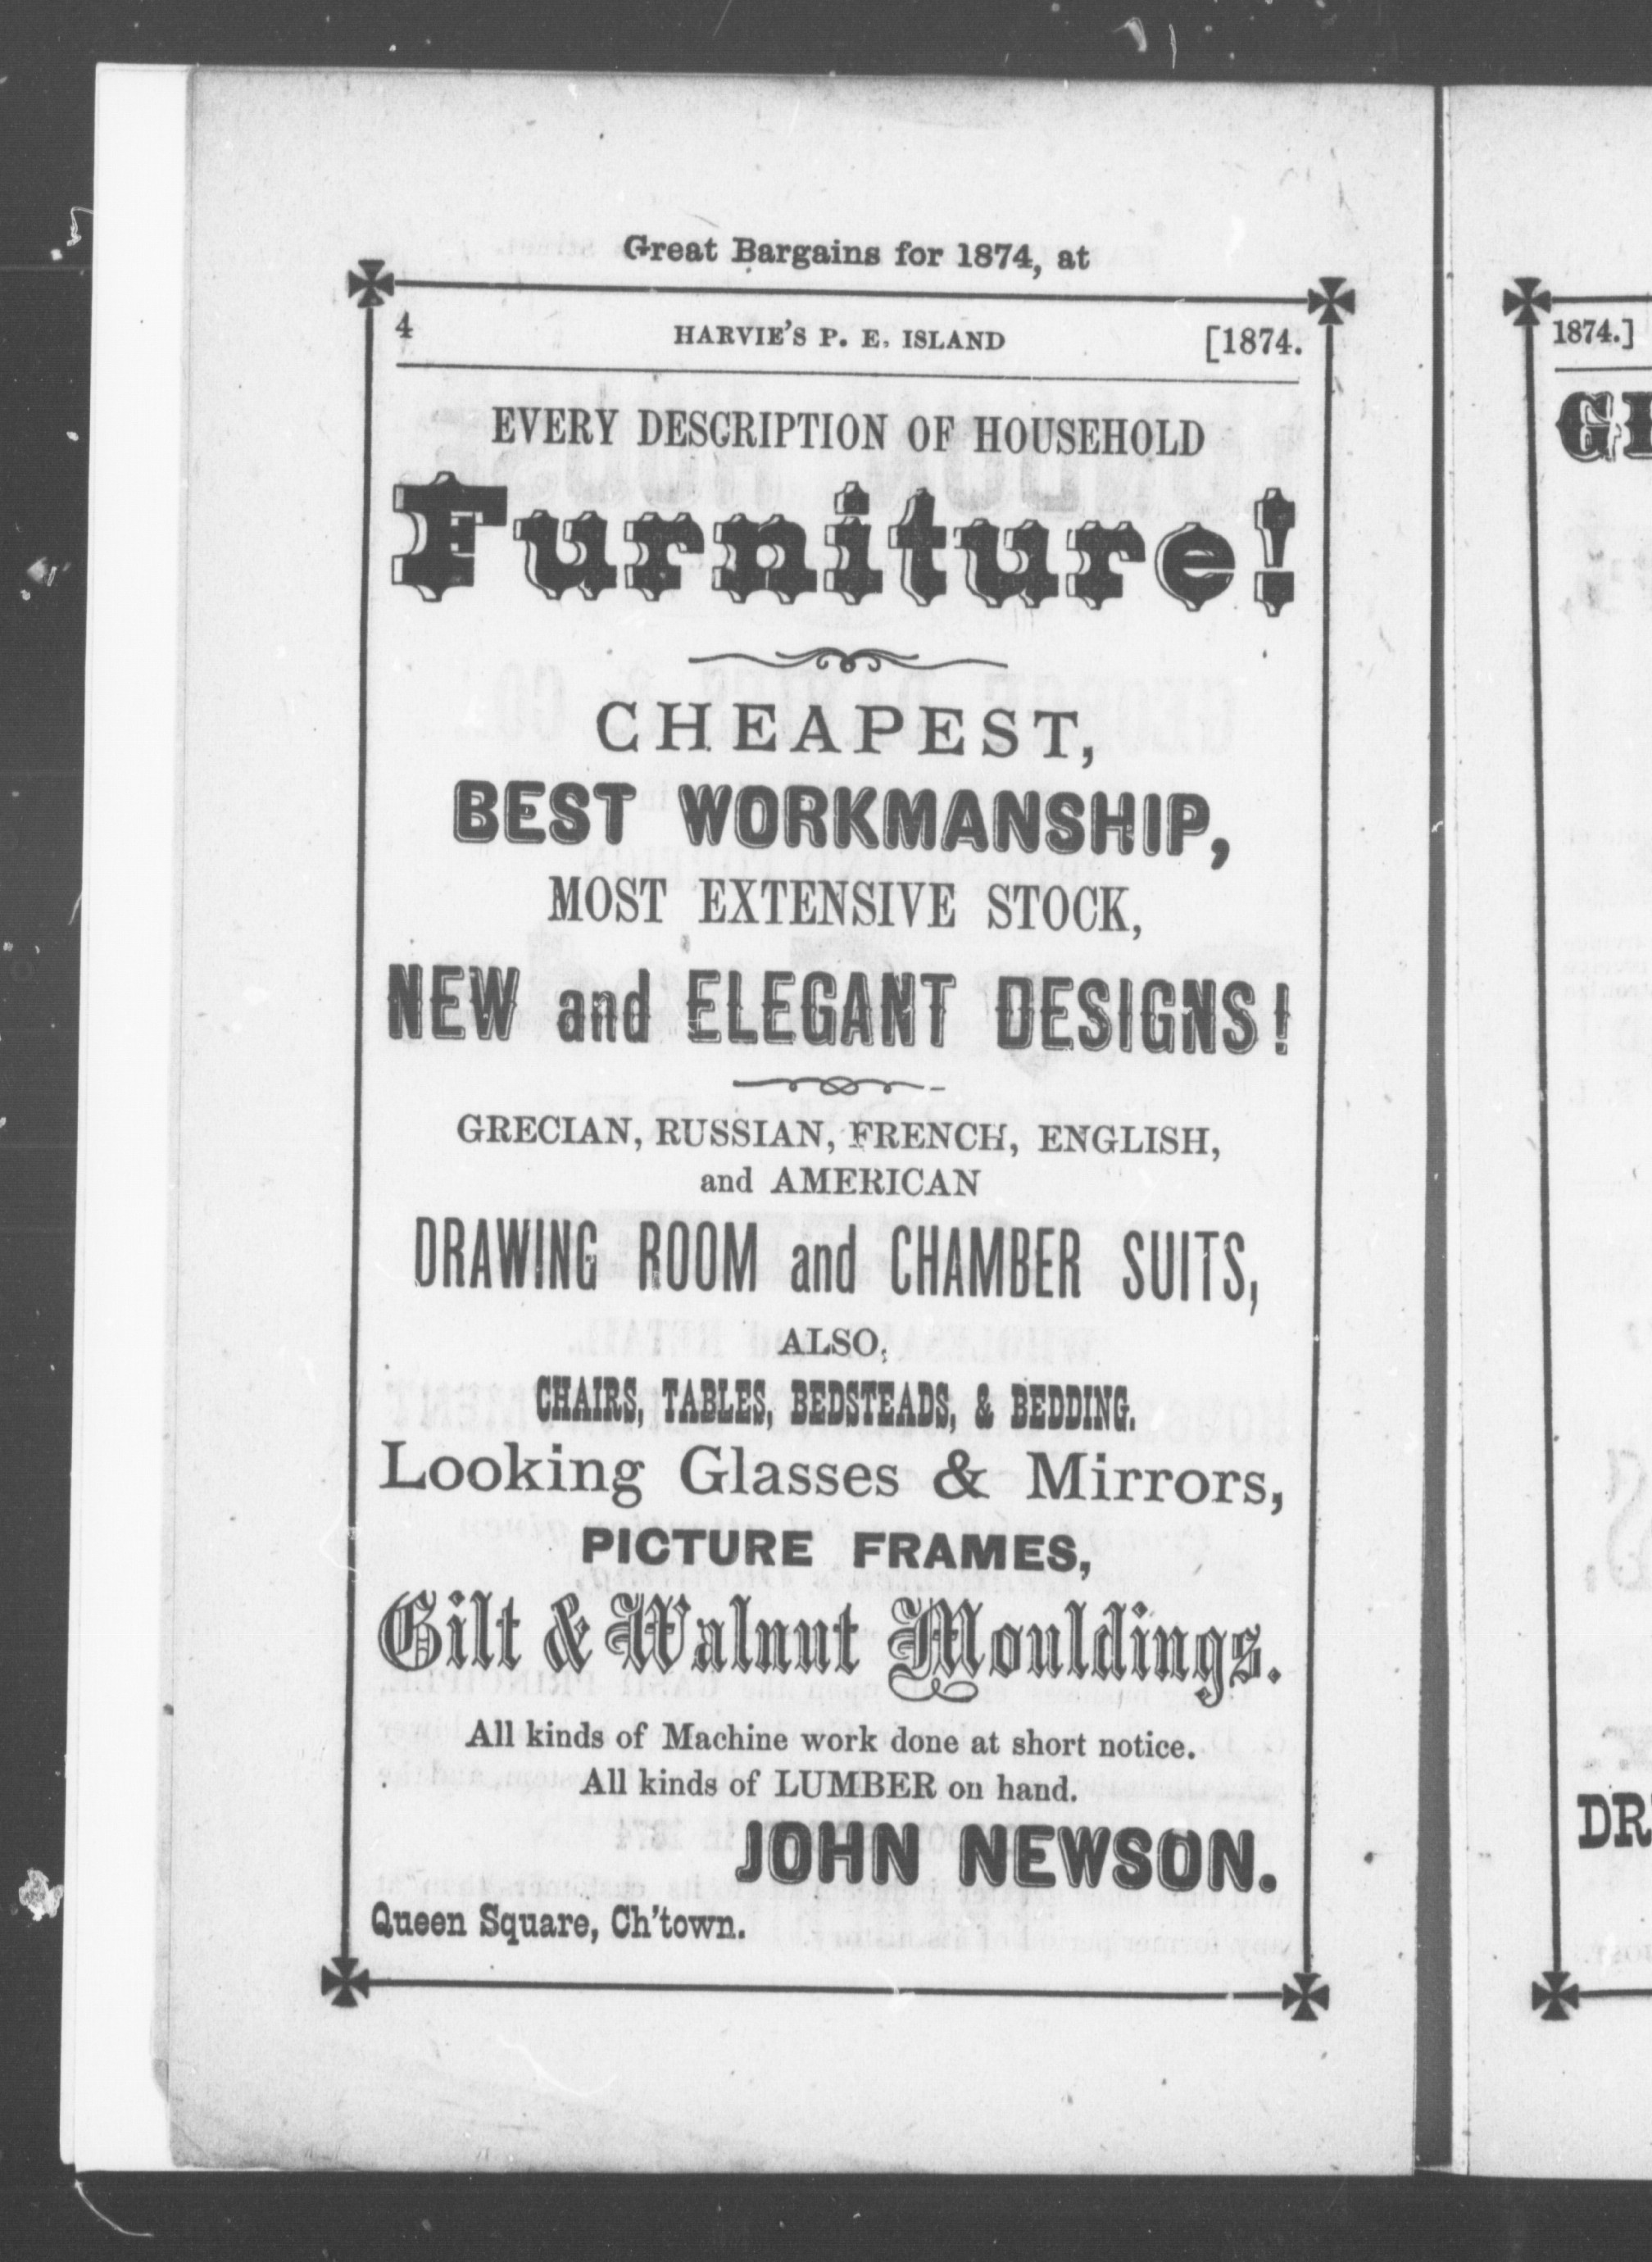 Great Bargains for 1874, at
4 HARVIE'S P. E. ISLAND [1874.
EVERY DESCRIPTION OF HOUSEHOLD
Furniture!
CHEAPEST,
BEST WORKMANSHIP,
MOST EXTENSIVE STOCK,
NEW and ELEGANT DESIGNS!
GRECIAN, RUSSIAN, FRENCH, ENGLISH,
and AMERICAN
DRAWING ROOM and CHAMBER SUITS,
ALSO,
CHAIRS, TABLES, BEDSTEADS, & BEDDING.
Looking Glasses & Mirrors,
PICTURE FRAMES,
Gilt & Walnut Mouldings.
All kinds of Machine work done at short notice.
All kinds of LUMBER on hand.
JOHN NEWSON.
Queen Square, Ch'town.
1874.]